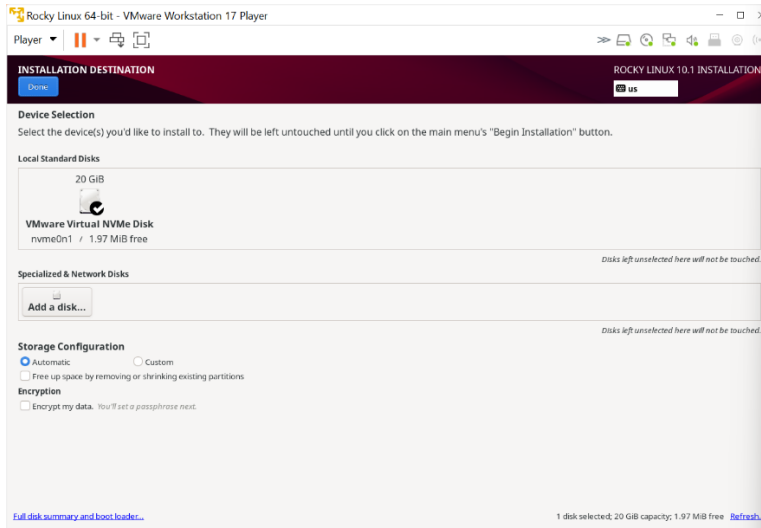 Rocky Linux 64-bit - VMware Workstation 17 Player
Player
INSTALLATION DESTINATION
ROCKY LINUX 10.1 INSTALLATION
Done
us
Device Selection
Select the device(s) you'd like to install to. They will be left untouched until you click on the main menu's "Begin Installation" button.
Local Standard Disks
20 GiB
VMware Virtual NVMe Disk
nvme0n1 / 1.97 MiB free
Disks left unselected here will not be touched.
Specialized & Network Disks
Add a disk...
Disks left unselected here will not be touched.
Storage Configuration
Automatic
Custom
Free up space by removing or shrinking existing partitions
Encryption
Encrypt my data. You'll set a passphrase next.
Full disk summary and boot loader...
1 disk selected; 20 GiB capacity; 1.97 MiB free Refresh...